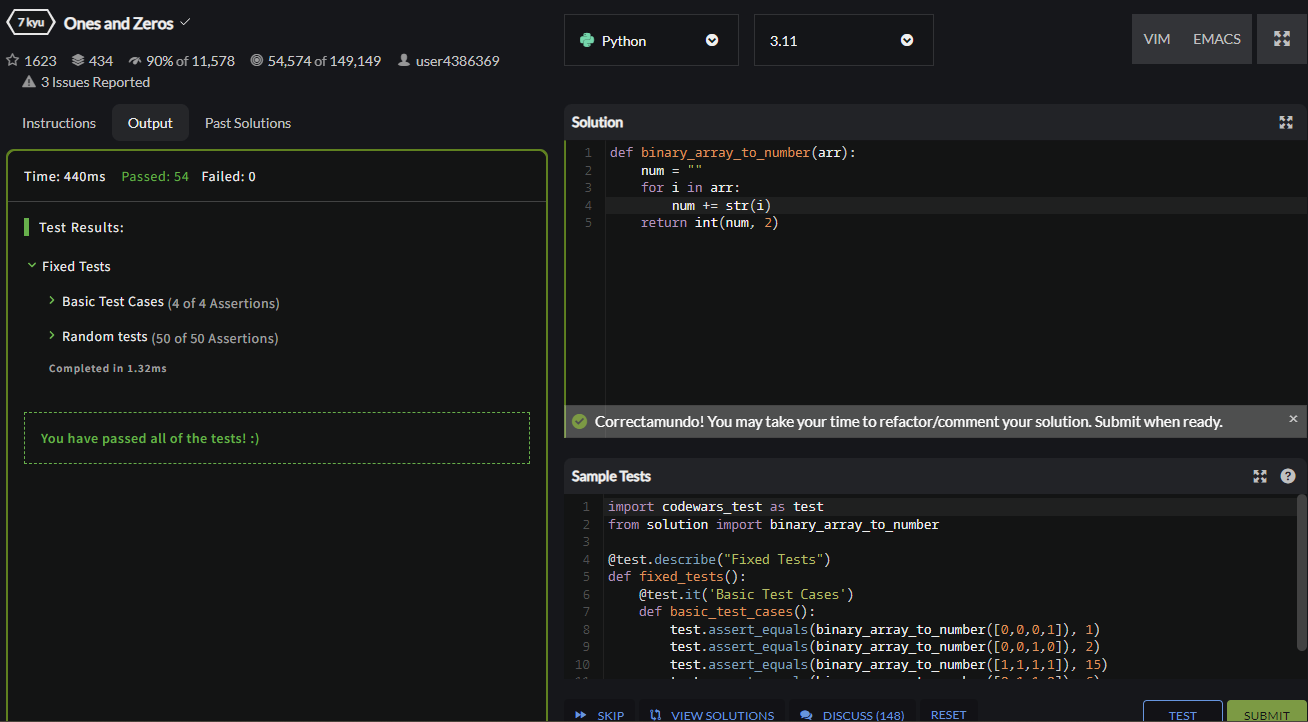 7 kyu Ones and Zeros
1623 434 90% of 11,578 54,574 of 149,149 user4386369
3 Issues Reported
Python
3.11
VIM EMACS
Instructions Output Past Solutions
Time: 440ms Passed: 54 Failed: 0
Test Results:
Fixed Tests
Basic Test Cases (4 of 4 Assertions)
Random tests (50 of 50 Assertions)
Completed in 1.32ms
You have passed all of the tests! :)
Solution
1 def binary_array_to_number(arr):
2     num = ""
3     for i in arr:
4         num += str(i)
5     return int(num, 2)
Correctamundo! You may take your time to refactor/comment your solution. Submit when ready. ×
Sample Tests ?
1 import codewars_test as test
2 from solution import binary_array_to_number
3
4 @test.describe("Fixed Tests")
5 def fixed_tests():
6     @test.it('Basic Test Cases')
7     def basic_test_cases():
8         test.assert_equals(binary_array_to_number([0,0,0,1]), 1)
9         test.assert_equals(binary_array_to_number([0,0,1,0]), 2)
10         test.assert_equals(binary_array_to_number([1,1,1,1]), 15)
SKIP VIEW SOLUTIONS DISCUSS (148) RESET TEST SUBMIT